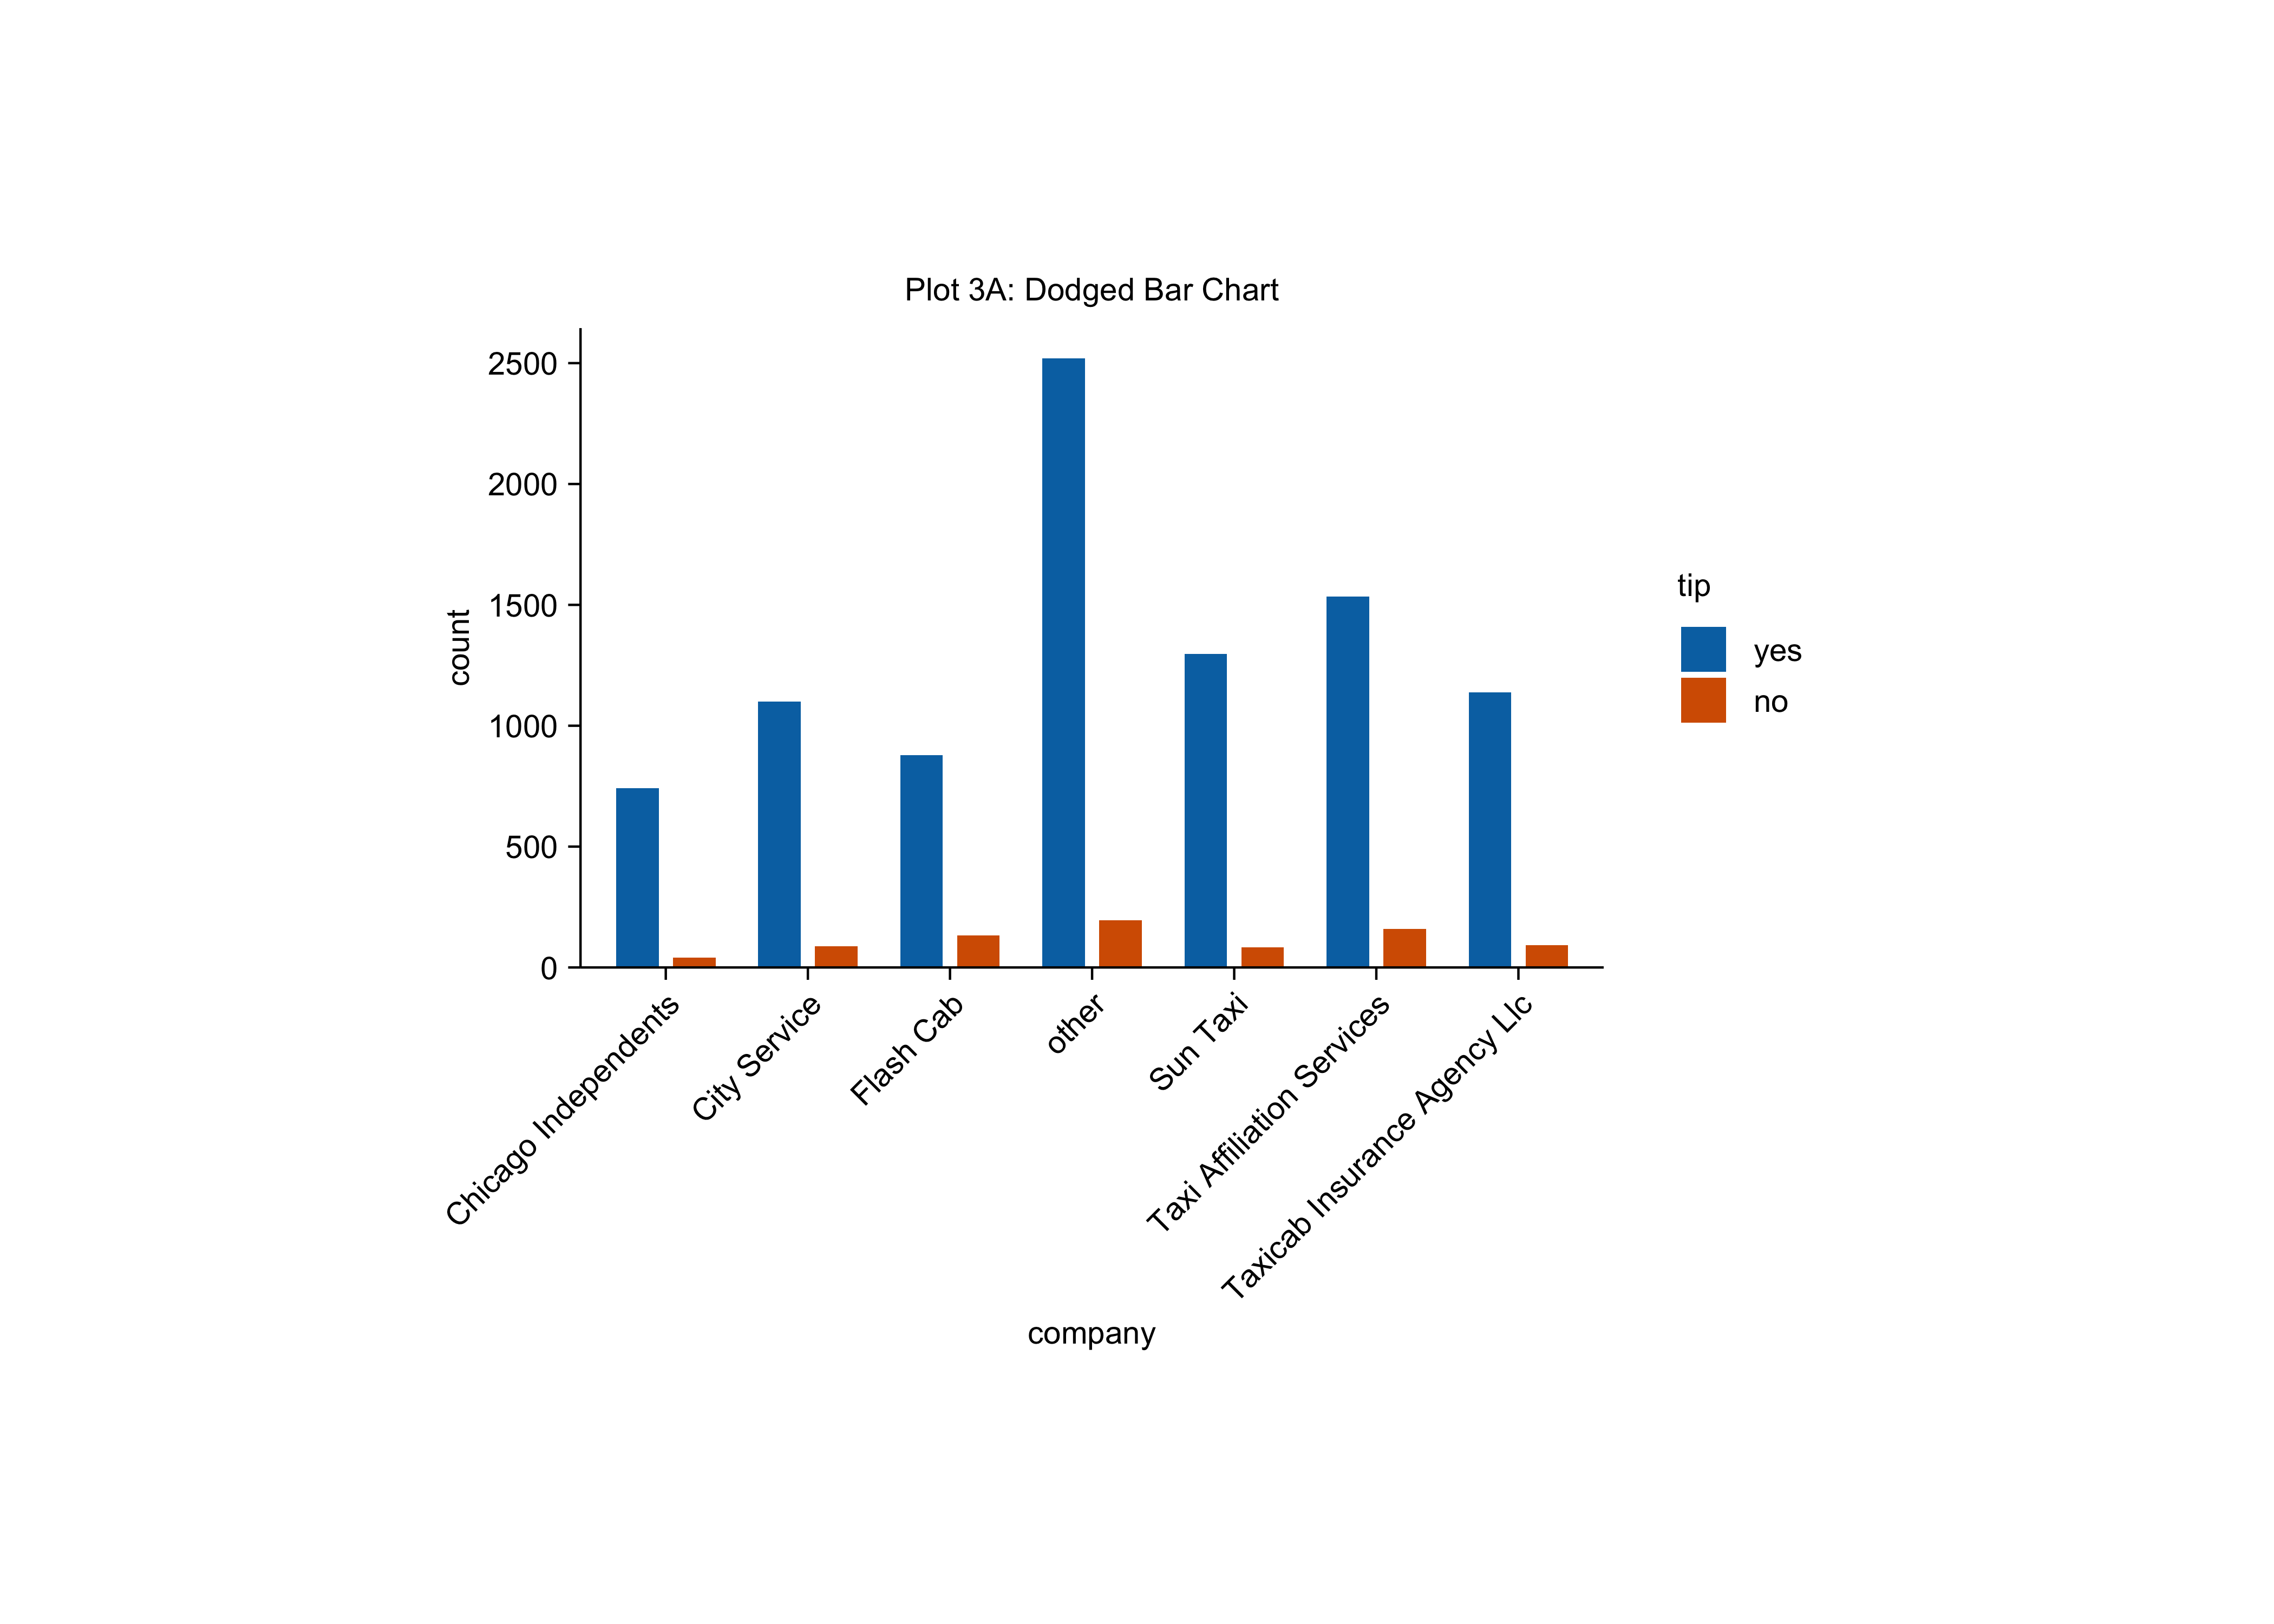 Plot 3A: Dodged Bar Chart
count
2500
2000
1500
1000
500
0
Chicago Independents
City Service
Flash Cab
other
Sun Taxi
Taxi Affiliation Services
Taxicab Insurance Agency Llc
company
tip
yes
no